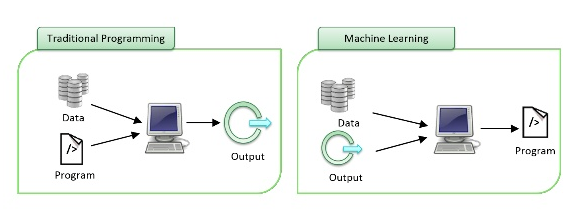 Traditional Programming
Data
/>
Program
Output
Machine Learning
Data
Output
/>
Program